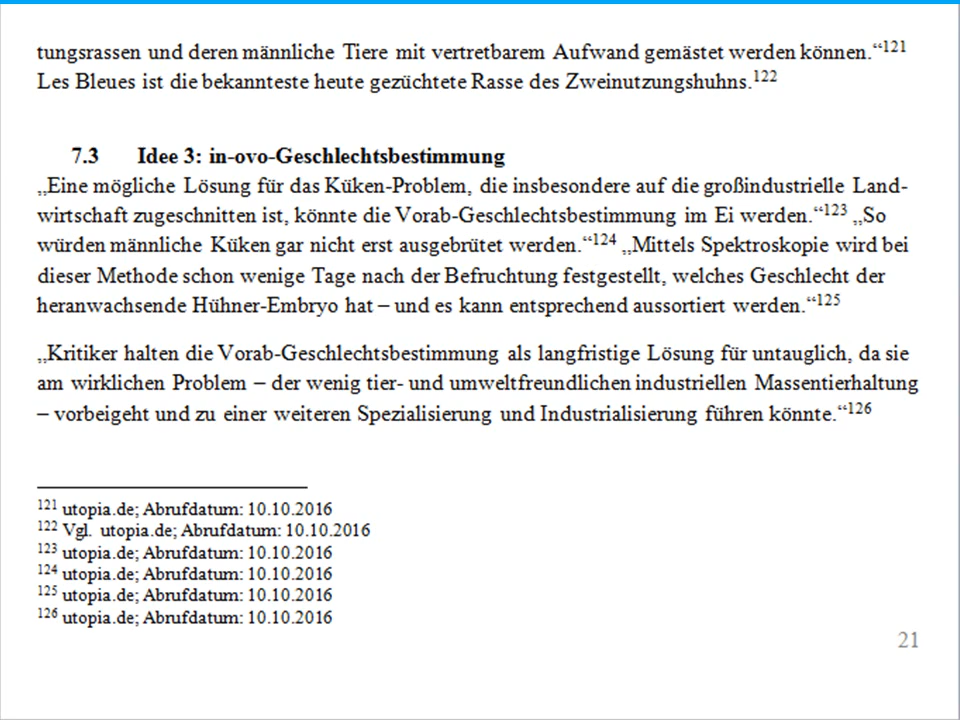 tungsrassen und deren männliche Tiere mit vertretbarem Aufwand gemästet werden können.“121
Les Bleues ist die bekannteste heute gezüchtete Rasse des Zweinutzungshuhns.122
7.3 Idee 3: in-ovo-Geschlechtsbestimmung
„Eine mögliche Lösung für das Küken-Problem, die insbesondere auf die großindustrielle Land-
wirtschaft zugeschnitten ist, könnte die Vorab-Geschlechtsbestimmung im Ei werden.“123 „So
würden männliche Küken gar nicht erst ausgebrütet werden.“124 „Mittels Spektroskopie wird bei
dieser Methode schon wenige Tage nach der Befruchtung festgestellt, welches Geschlecht der
heranwachsende Hühner-Embryo hat – und es kann entsprechend aussortiert werden.“125
„Kritiker halten die Vorab-Geschlechtsbestimmung als langfristige Lösung für untauglich, da sie
am wirklichen Problem – der wenig tier- und umweltfreundlichen industriellen Massentierhaltung
– vorbeigeht und zu einer weiteren Spezialisierung und Industrialisierung führen könnte.“126
121 utopia.de; Abrufdatum: 10.10.2016
122 Vgl. utopia.de; Abrufdatum: 10.10.2016
123 utopia.de; Abrufdatum: 10.10.2016
124 utopia.de; Abrufdatum: 10.10.2016
125 utopia.de; Abrufdatum: 10.10.2016
126 utopia.de; Abrufdatum: 10.10.2016
21